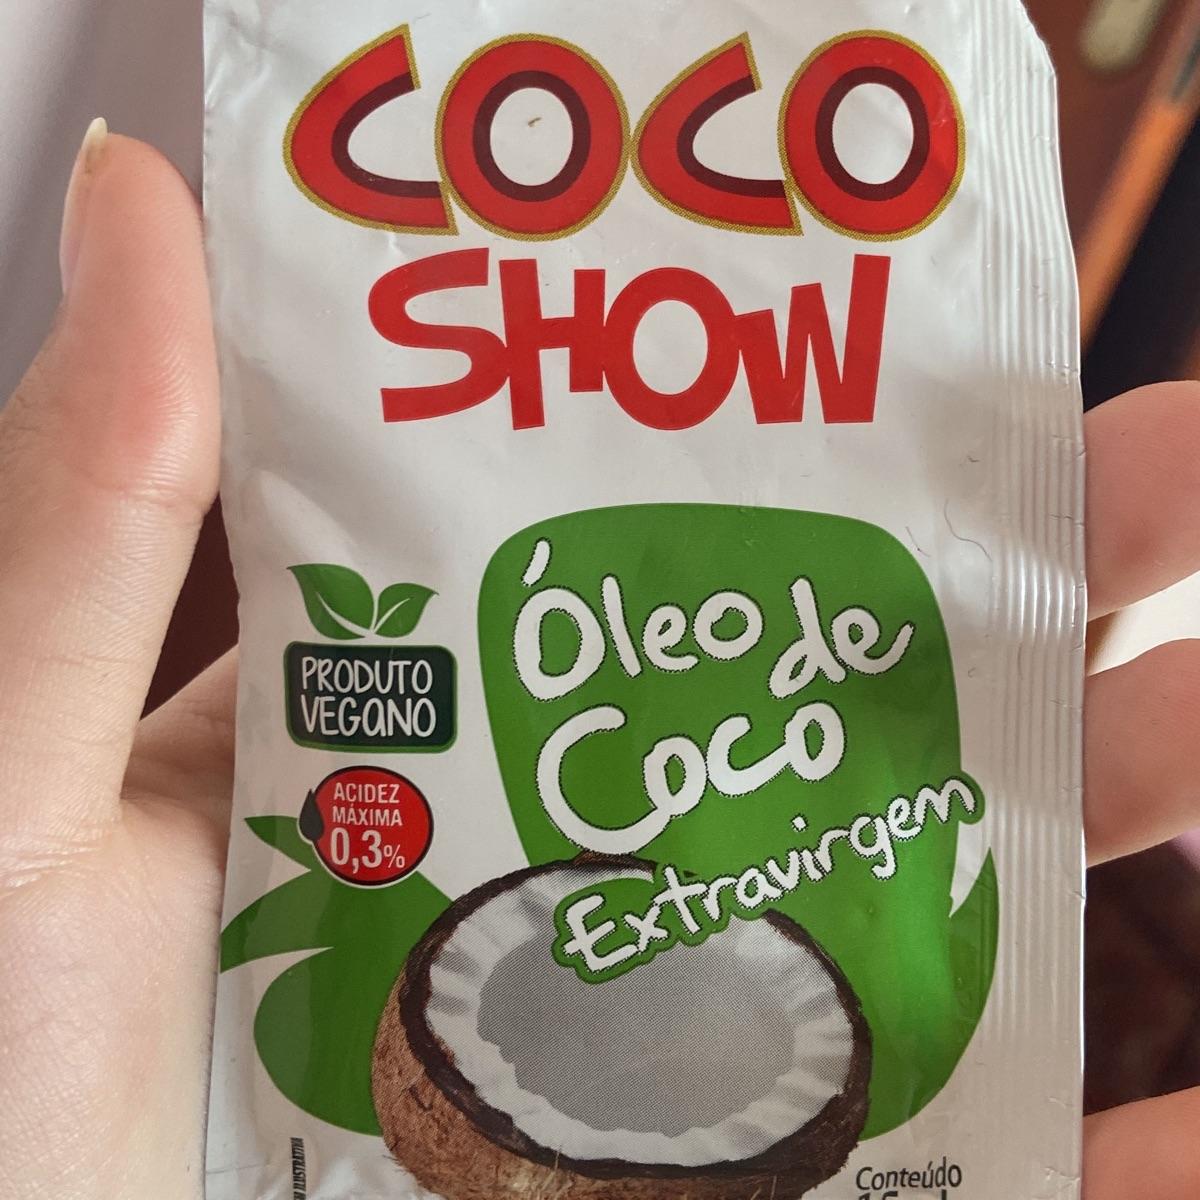 COCO
SHOW
Óleo de
Coco
Extravirgem
PRODUTO
VEGANO
ACIDEZ
MÁXIMA
0,3%
Conteúdo